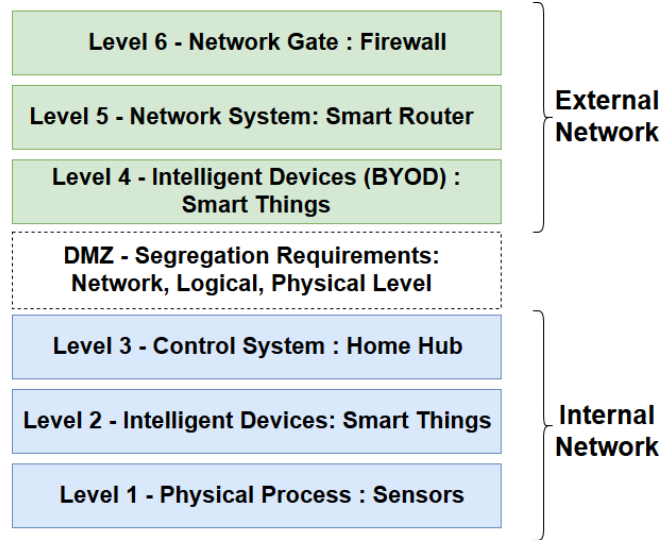 Level 6 - Network Gate : Firewall
Level 5 - Network System: Smart Router
External
Network
Level 4 - Intelligent Devices (BYOD) :
Smart Things
DMZ - Segregation Requirements:
Network, Logical, Physical Level
Level 3 - Control System : Home Hub
Level 2 - Intelligent Devices: Smart Things
Internal
Network
Level 1 - Physical Process : Sensors